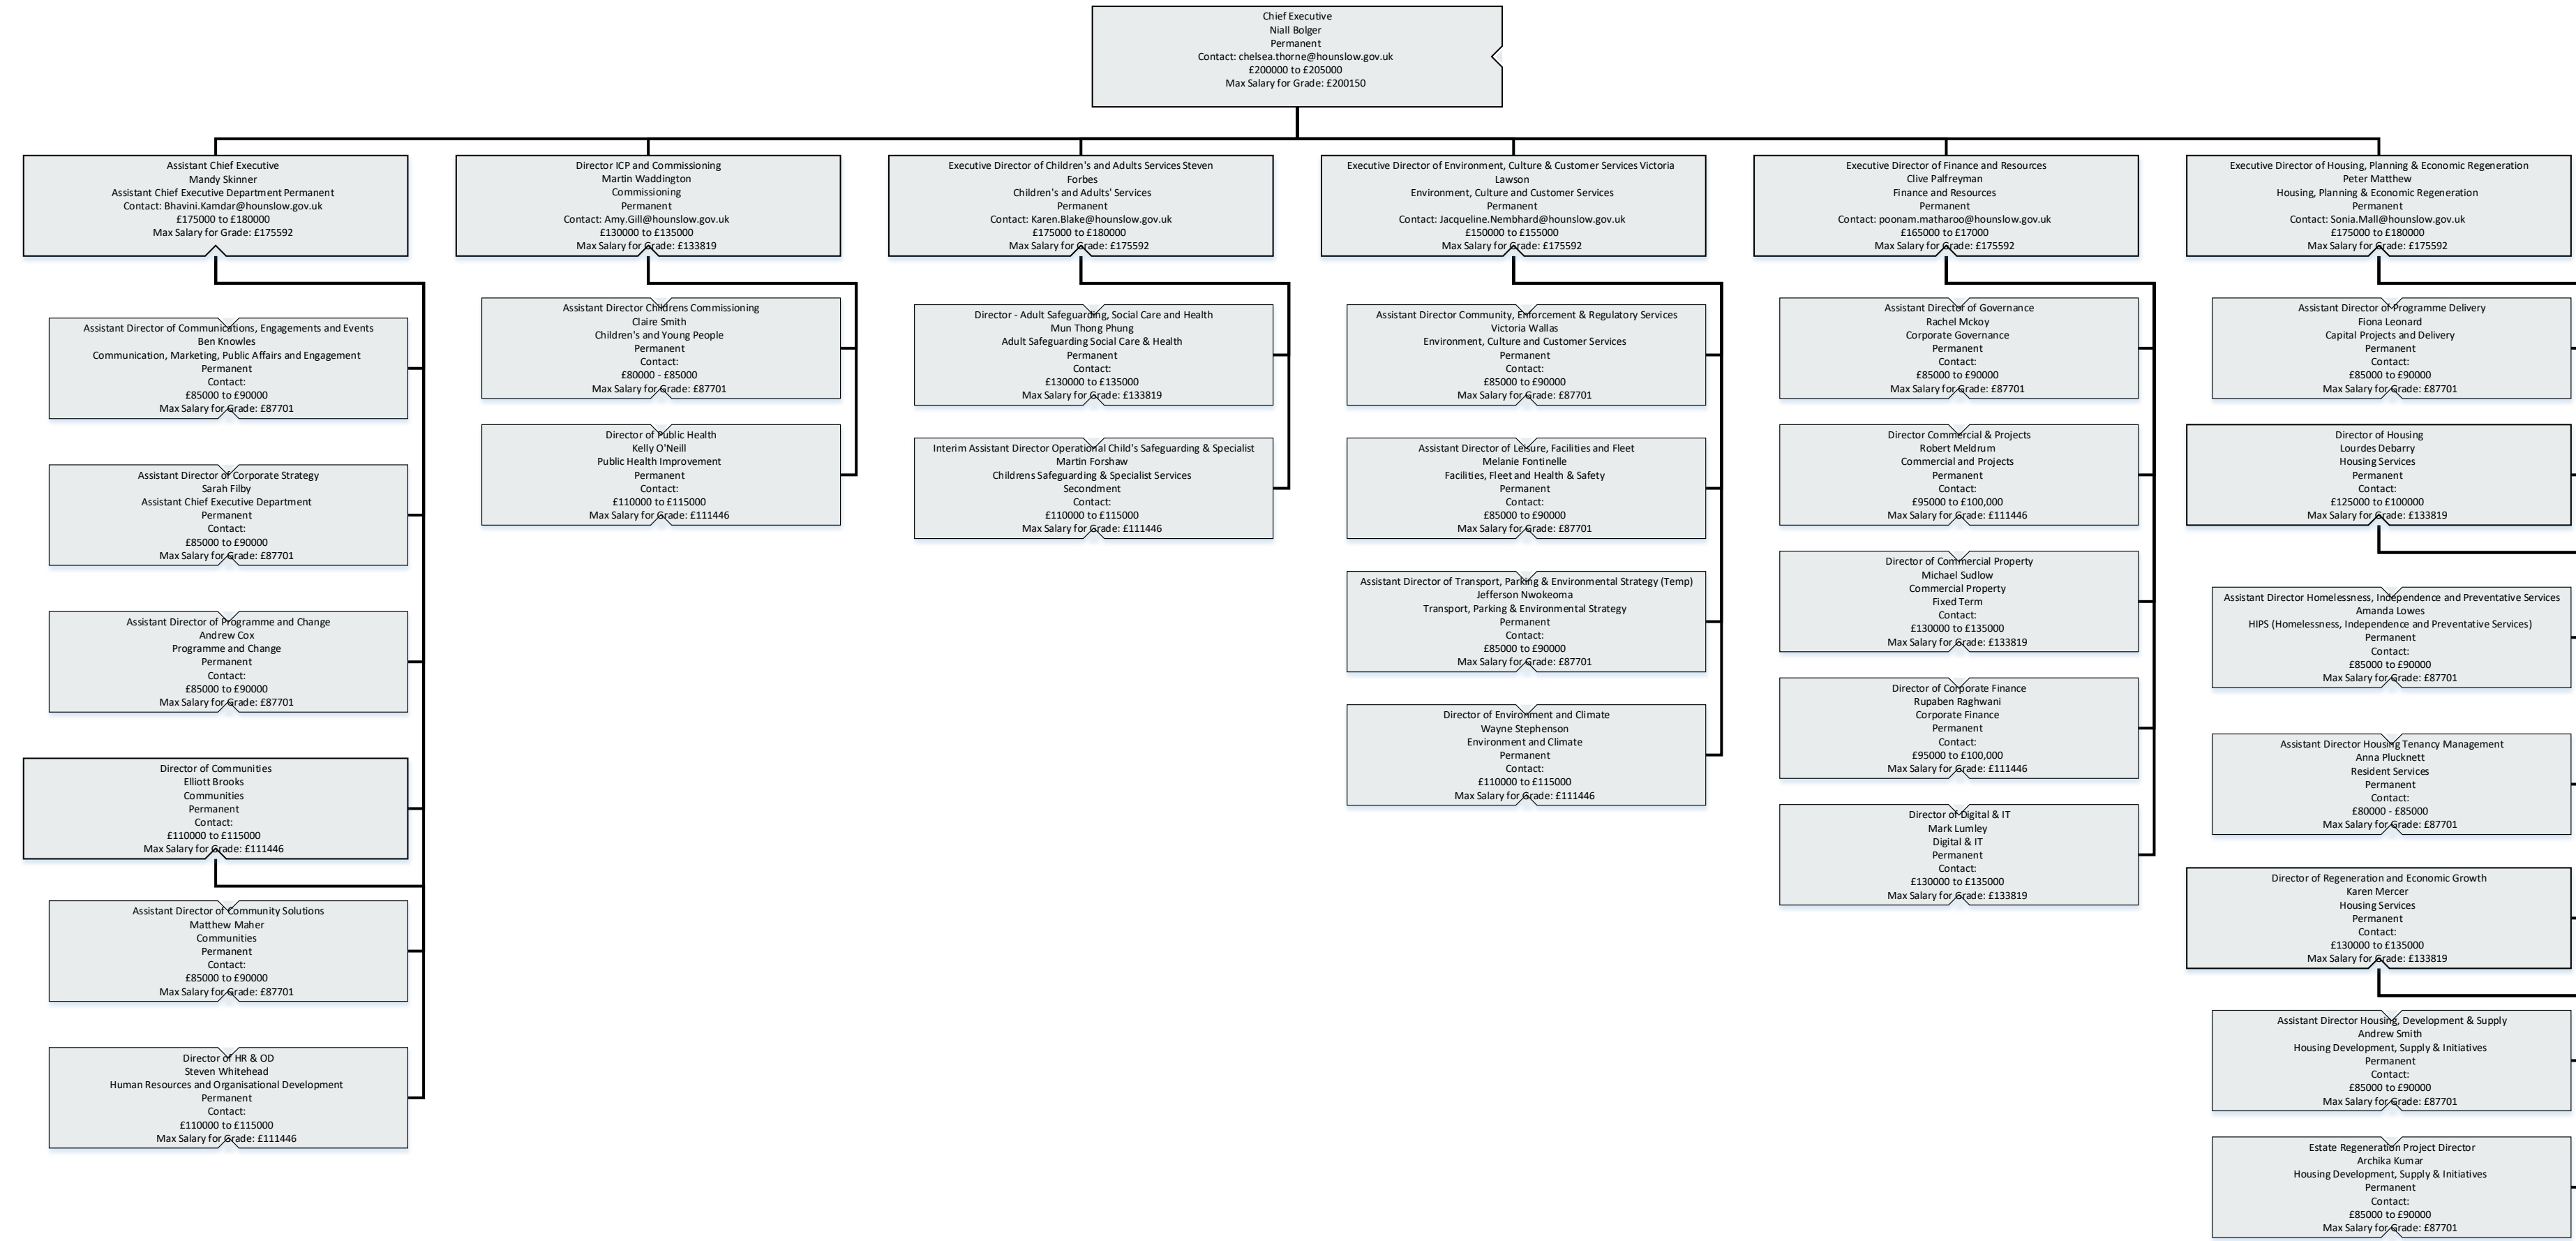 Chief Executive
Niall Bolger
Permanent
Contact: chelsea.thorne@hounslow.gov.uk
£200000 to £205000
Max Salary for Grade: £200150
Assistant Chief Executive
Mandy Skinner
Assistant Chief Executive Department Permanent
Contact: Bhavini.Kamdar@hounslow.gov.uk
£175000 to £180000
Max Salary for Grade: £175592
Assistant Director of Communications, Engagements and Events
Ben Knowles
Communication, Marketing, Public Affairs and Engagement
Permanent
Contact:
£85000 to £90000
Max Salary for Grade: £87701
Assistant Director of Corporate Strategy
Sarah Filby
Assistant Chief Executive Department
Permanent
Contact:
£85000 to £90000
Max Salary for Grade: £87701
Assistant Director of Programme and Change
Andrew Cox
Programme and Change
Permanent
Contact:
£85000 to £90000
Max Salary for Grade: £87701
Director of Communities
Elliott Brooks
Communities
Permanent
Contact:
£110000 to £115000
Max Salary for Grade: £111446
Assistant Director of Community Solutions
Matthew Maher
Communities
Permanent
Contact:
£85000 to £90000
Max Salary for Grade: £87701
Director of HR & OD
Steven Whitehead
Human Resources and Organisational Development
Permanent
Contact:
£110000 to £115000
Max Salary for Grade: £111446
Director ICP and Commissioning
Martin Waddington
Commissioning
Permanent
Contact: Amy.Gill@hounslow.gov.uk
£130000 to £135000
Max Salary for Grade: £133819
Assistant Director Childrens Commissioning
Claire Smith
Children's and Young People
Permanent
Contact:
£80000 - £85000
Max Salary for Grade: £87701
Director of Public Health
Kelly O'Neill
Public Health Improvement
Permanent
Contact:
£110000 to £115000
Max Salary for Grade: £111446
Executive Director of Children's and Adults Services Steven
Forbes
Children's and Adults' Services
Permanent
Contact: Karen.Blake@hounslow.gov.uk
£175000 to £180000
Max Salary for Grade: £175592
Director - Adult Safeguarding, Social Care and Health
Mun Thong Phung
Adult Safeguarding Social Care & Health
Permanent
Contact:
£130000 to £135000
Max Salary for Grade: £133819
Interim Assistant Director Operational Child's Safeguarding & Specialist
Martin Forshaw
Childrens Safeguarding & Specialist Services
Secondment
Contact:
£110000 to £115000
Max Salary for Grade: £111446
Executive Director of Environment, Culture & Customer Services Victoria
Lawson
Environment, Culture and Customer Services
Permanent
Contact: Jacqueline.Nembhard@hounslow.gov.uk
£150000 to £155000
Max Salary for Grade: £175592
Assistant Director Community, Enforcement & Regulatory Services
Victoria Wallas
Environment, Culture and Customer Services
Permanent
Contact:
£85000 to £90000
Max Salary for Grade: £87701
Assistant Director of Leisure, Facilities and Fleet
Melanie Fontinelle
Facilities, Fleet and Health & Safety
Permanent
Contact:
£85000 to £90000
Max Salary for Grade: £87701
Assistant Director of Transport, Parking & Environmental Strategy (Temp)
Jefferson Nwokeoma
Transport, Parking & Environmental Strategy
Permanent
Contact:
£85000 to £90000
Max Salary for Grade: £87701
Director of Environment and Climate
Wayne Stephenson
Environment and Climate
Permanent
Contact:
£110000 to £115000
Max Salary for Grade: £111446
Executive Director of Finance and Resources
Clive Palfreyman
Finance and Resources
Permanent
Contact: poonam.matharoo@hounslow.gov.uk
£165000 to £17000
Max Salary for Grade: £175592
Assistant Director of Governance
Rachel Mckoy
Corporate Governance
Permanent
Contact:
£85000 to £90000
Max Salary for Grade: £87701
Director Commercial & Projects
Robert Meldrum
Commercial and Projects
Permanent
Contact:
£95000 to £100,000
Max Salary for Grade: £111446
Director of Commercial Property
Michael Sudlow
Commercial Property
Fixed Term
Contact:
£130000 to £135000
Max Salary for Grade: £133819
Director of Corporate Finance
Rupaben Raghwani
Corporate Finance
Permanent
Contact:
£95000 to £100,000
Max Salary for Grade: £111446
Director of Digital & IT
Mark Lumley
Digital & IT
Permanent
Contact:
£130000 to £135000
Max Salary for Grade: £133819
Executive Director of Housing, Planning & Economic Regeneration
Peter Matthew
Housing, Planning & Economic Regeneration
Permanent
Contact: Sonia.Mall@hounslow.gov.uk
£175000 to £180000
Max Salary for Grade: £175592
Assistant Director of Programme Delivery
Fiona Leonard
Capital Projects and Delivery
Permanent
Contact:
£85000 to £90000
Max Salary for Grade: £87701
Director of Housing
Lourdes Debarry
Housing Services
Permanent
Contact:
£125000 to £100000
Max Salary for Grade: £133819
Assistant Director Homelessness, Independence and Preventative Services
Amanda Lowes
HIPS (Homelessness, Independence and Preventative Services)
Permanent
Contact:
£85000 to £90000
Max Salary for Grade: £87701
Assistant Director Housing Tenancy Management
Anna Plucknett
Resident Services
Permanent
Contact:
£80000 - £85000
Max Salary for Grade: £87701
Director of Regeneration and Economic Growth
Karen Mercer
Housing Services
Permanent
Contact:
£130000 to £135000
Max Salary for Grade: £133819
Assistant Director Housing, Development & Supply
Andrew Smith
Housing Development, Supply & Initiatives
Permanent
Contact:
£85000 to £90000
Max Salary for Grade: £87701
Estate Regeneration Project Director
Archika Kumar
Housing Development, Supply & Initiatives
Permanent
Contact:
£85000 to £90000
Max Salary for Grade: £87701